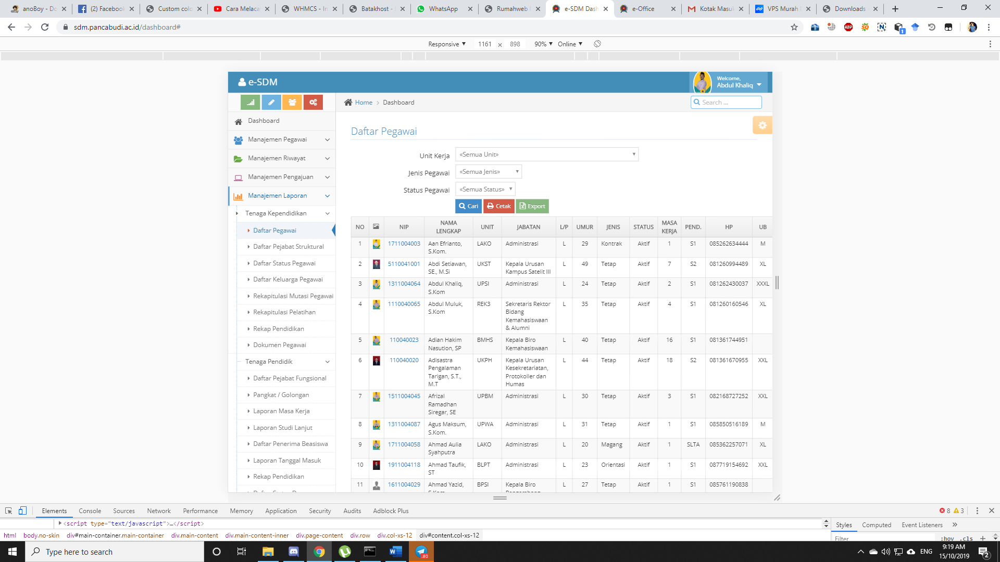 anoBoy - Do
(2) Facebook
Custom colo
Cara Melaca
WHMCS - In
Batakhost -
WhatsApp
Rumahweb
e-SDM Dash
e-Office
Kotak Masuk
VPS Murah
Downloads
sdm.pancabudi.ac.id/dashboard#
ABP
1
Responsive ▼ 1161 × 898 90% ▼ Online ▼
e-SDM
Welcome,
Abdul Khaliq
Home > Dashboard
Search ...
Dashboard
Manajemen Pegawai
Manajemen Riwayat
Manajemen Pengajuan
Manajemen Laporan
Tenaga Kependidikan
Daftar Pegawai
Daftar Pejabat Struktural
Daftar Status Pegawai
Daftar Keluarga Pegawai
Rekapitulasi Mutasi Pegawai
Rekapitulasi Pelatihan
Rekap Pendidikan
Dokumen Pegawai
Tenaga Pendidik
Daftar Pejabat Fungsional
Pangkat / Golongan
Laporan Masa Kerja
Laporan Studi Lanjut
Daftar Penerima Beasiswa
Laporan Tanggal Masuk
Rekap Pendidikan
Daftar Pegawai
Unit Kerja «Semua Unit»
Jenis Pegawai «Semua Jenis»
Status Pegawai «Semua Status»
Cari Cetak Export
NO NIP NAMA LENGKAP UNIT JABATAN L/P UMUR JENIS STATUS MASA KERJA PEND. HP UB
1 1711004003 Aan Efrianto, S.Kom. LAKO Administrasi L 29 Kontrak Aktif 1 S1 085262634444 M
2 5110041001 Abdi Setiawan, SE., M.Si UKST Kepala Urusan Kampus Satelit III L 49 Tetap Aktif 7 S2 081260994489 XL
3 1311004064 Abdul Khaliq, S.Kom UPSI Administrasi L 24 Tetap Aktif 2 S1 081262430037 XXXL
4 1110040065 Abdul Muluk, S.Kom REK3 Sekretaris Rektor Bidang Kemahasiswaan & Alumni L 35 Tetap Aktif 4 S1 081260160546 XL
5 110040023 Adian Hakim Nasution, SP BMHS Kepala Biro Kemahasiswaan L 40 Tetap Aktif 16 S1 081361744951
6 110040020 Adisastra Pengalaman Tarigan, S.T., M.T UKPH Kepala Urusan Kesekretariatan, Protokoller dan Humas L 44 Tetap Aktif 18 S2 081361670955 XXL
7 1511004045 Afrizal Ramadhan Siregar, SE UPBM Administrasi L 30 Tetap Aktif 3 S1 082168727252 XXL
8 1311004087 Agus Maksum, S.Kom. UPWA Administrasi L 31 Tetap Aktif 1 S1 085850516189 M
9 1711004058 Ahmad Aulia Syahputra LAKO Administrasi L 20 Magang Aktif 1 SLTA 085362257071 XL
10 1911004118 Ahmad Taufik, ST BLPT Administrasi L 23 Orientasi Aktif 1 S1 087719154692 XXL
11 1611004029 Ahmad Yazid, BPSI Kepala Biro L 27 Tetap Aktif 1 S1 085761190838
Elements Console Sources Network Performance Memory Application Security Audits Adblock Plus 8 3
<script type="text/javascript">…</script>
html body.no-skin div#main-container.main-container div.main-content div.main-content-inner div.page-content div.row div.col-xs-12 div#content.col-xs-12
Styles Computed Event Listeners »
Filter :hov .cls +
Type here to search
80
ENG
9:19 AM
15/10/2019
2